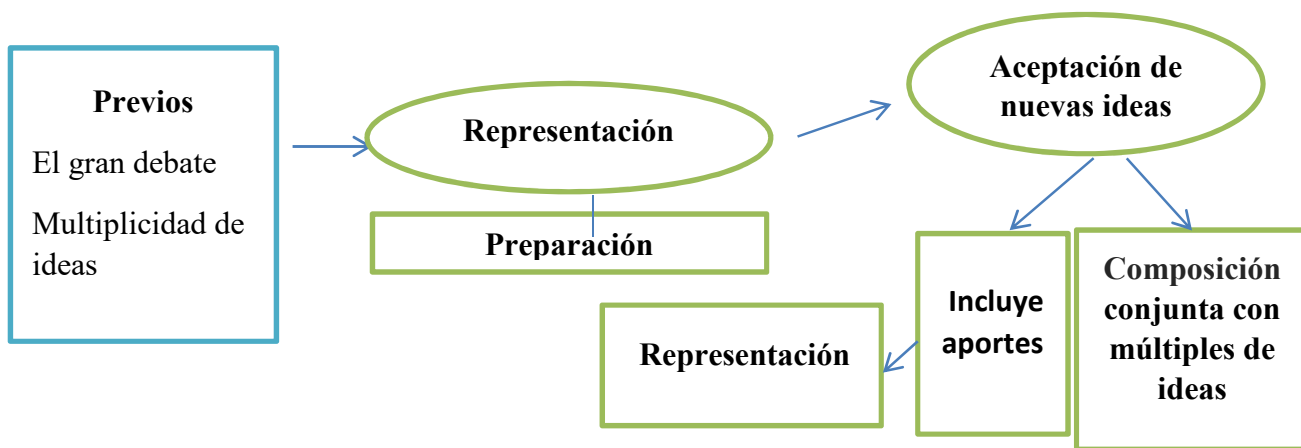 Previos
El gran debate
Multiplicidad de
ideas
Representación
Preparación
Aceptación de
nuevas ideas
Incluye
aportes
Representación
Composición
conjunta con
múltiples de
ideas